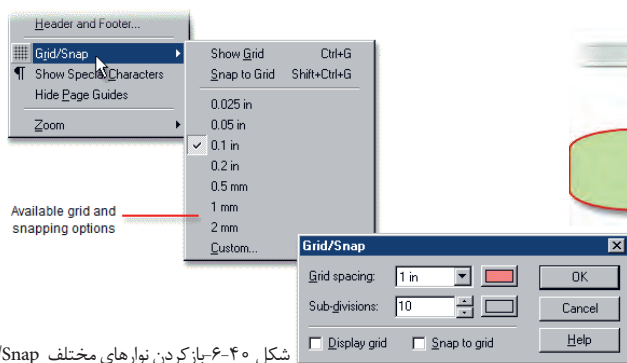 Header and Footer...
Grid/Snap
Show Special Characters
Hide Page Guides
Zoom
Show Grid Ctrl+G
Snap to Grid Shift+Ctrl+G
0.025 in
0.05 in
0.1 in
0.2 in
0.5 mm
1 mm
2 mm
Custom...
Available grid and
snapping options
Grid/Snap
Grid spacing: 1 in OK
Sub-divisions: 10 Cancel
Display grid Snap to grid Help
شکل ۴۰-۶-بازکردن نوارهای مختلف Snap/